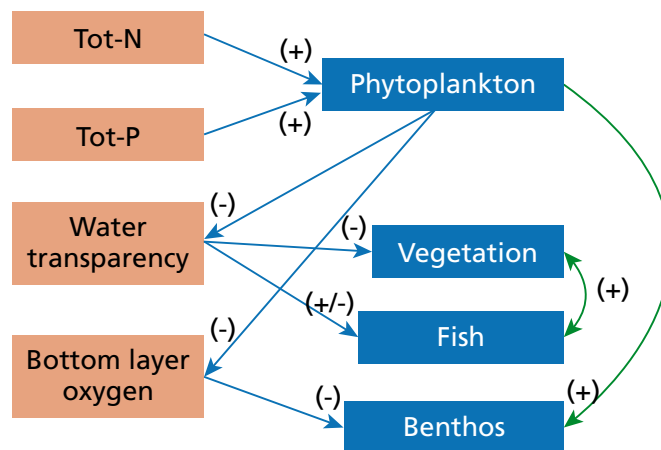 Tot-N
(+)
Phytoplankton
Tot-P
(+)
Water
transparency
(-)
(-)
Vegetation
(+)
(+/-)
Fish
(-)
Bottom layer
oxygen
(-)
(+)
Benthos